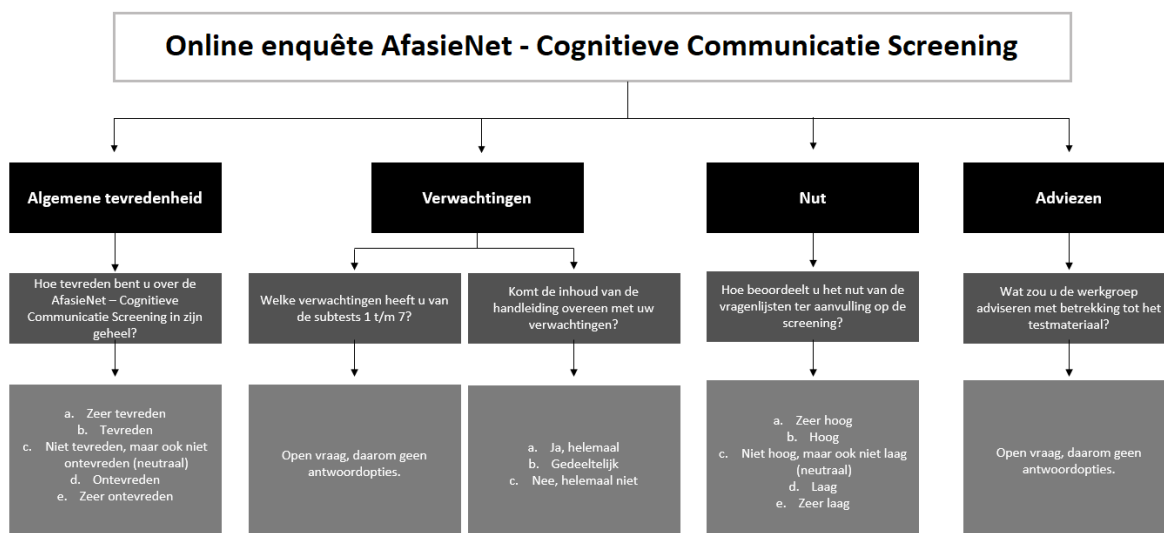 Online enquête AfasieNet - Cognitieve Communicatie Screening
Algemene tevredenheid
Verwachtingen
Nut
Adviezen
Hoe tevreden bent u over de
AfasieNet – Cognitieve
Communicatie Screening in zijn
geheel?
Welke verwachtingen heeft u van
de subtests 1 t/m 7?
Komt de inhoud van de
handleiding overeen met uw
verwachtingen?
Hoe beoordeelt u het nut van de
vragenlijsten ter aanvulling op de
screening?
Wat zou u de werkgroep
adviseren met betrekking tot het
testmateriaal?
a. Zeer tevreden
b. Tevreden
c. Niet tevreden, maar ook niet
ontevreden (neutraal)
d. Ontevreden
e. Zeer ontevreden
Open vraag, daarom geen
antwoordopties.
a. Ja, helemaal
b. Gedeeltelijk
c. Nee, helemaal niet
a. Zeer hoog
b. Hoog
c. Niet hoog, maar ook niet laag
(neutraal)
d. Laag
e. Zeer laag
Open vraag, daarom geen
antwoordopties.